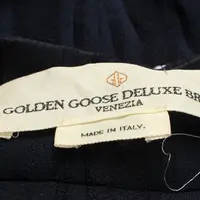 GOLDEN GOOSE DELUXE BR
VENEZIA
MADE IN ITALY.